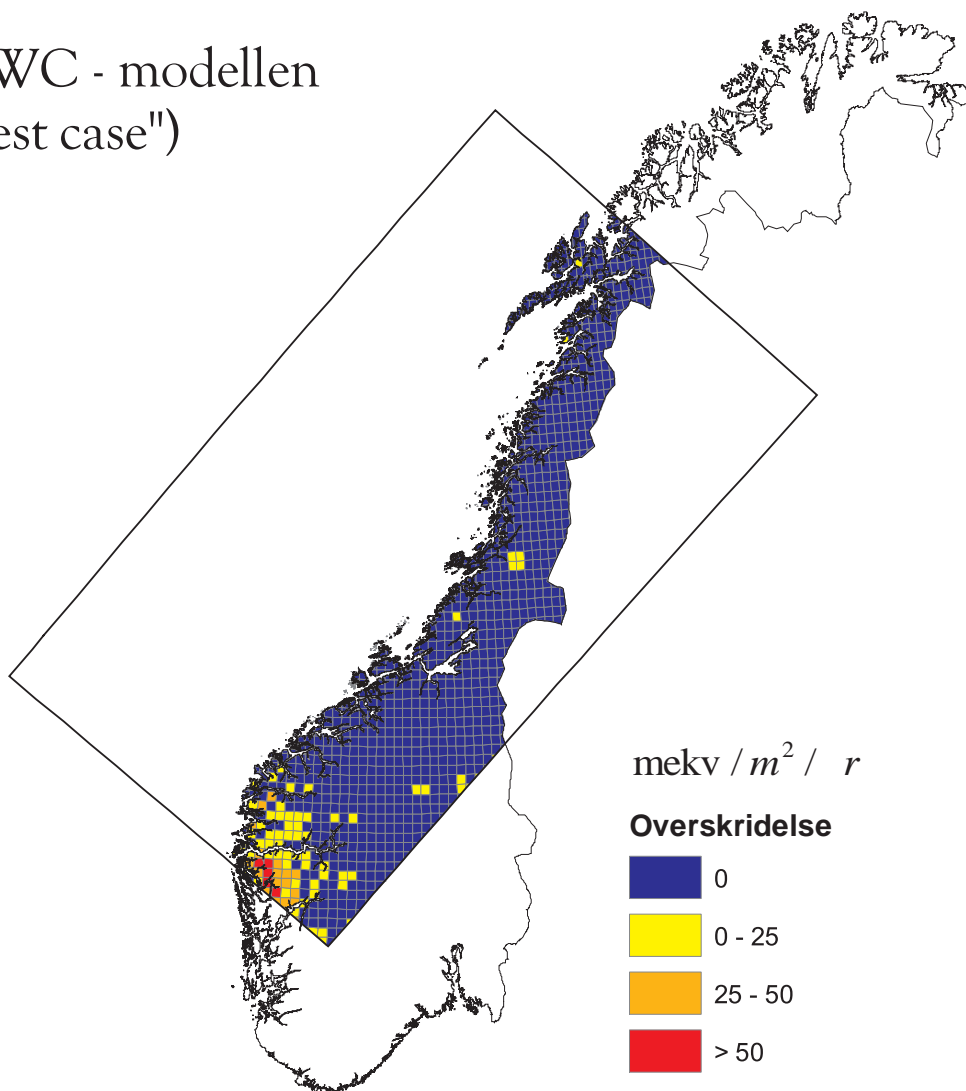 WC - modellen
est case")
mekv / m² / r
Overskridelse
0
0 - 25
25 - 50
> 50